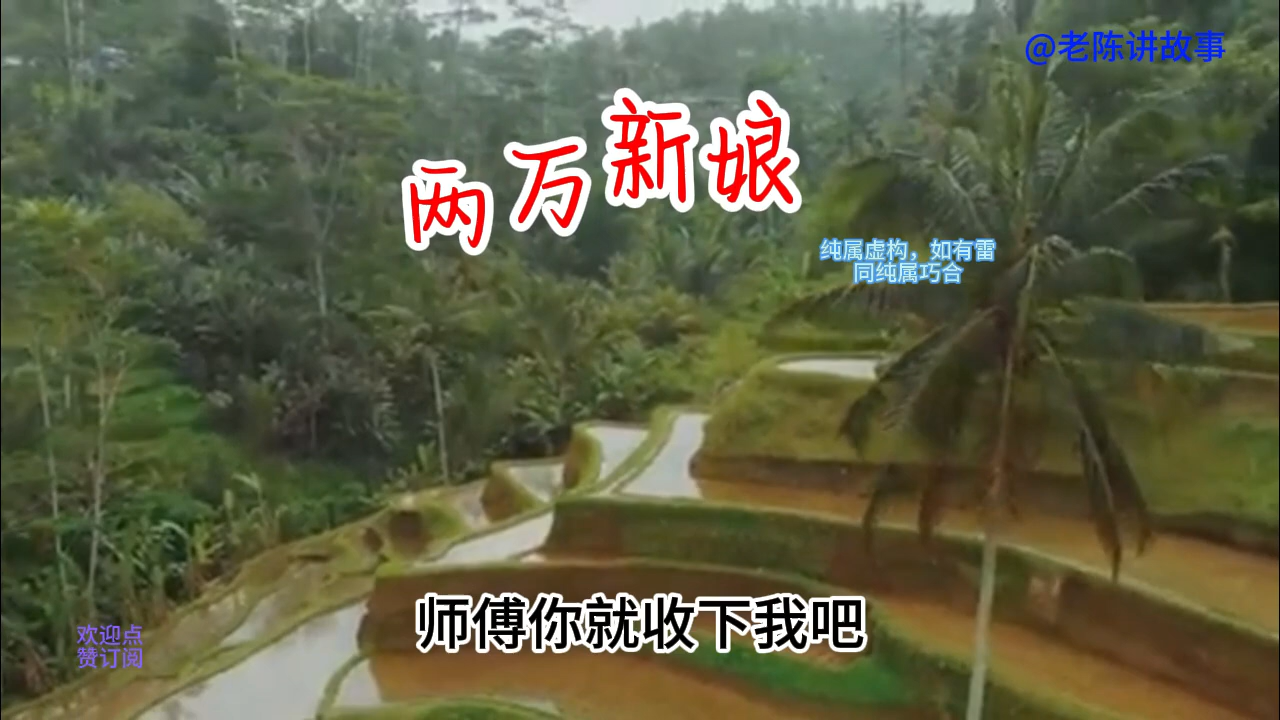 @老陈讲故事
两万新娘
纯属虚构，如有雷
同纯属巧合
师傅你就收下我吧
欢迎点
赞订阅